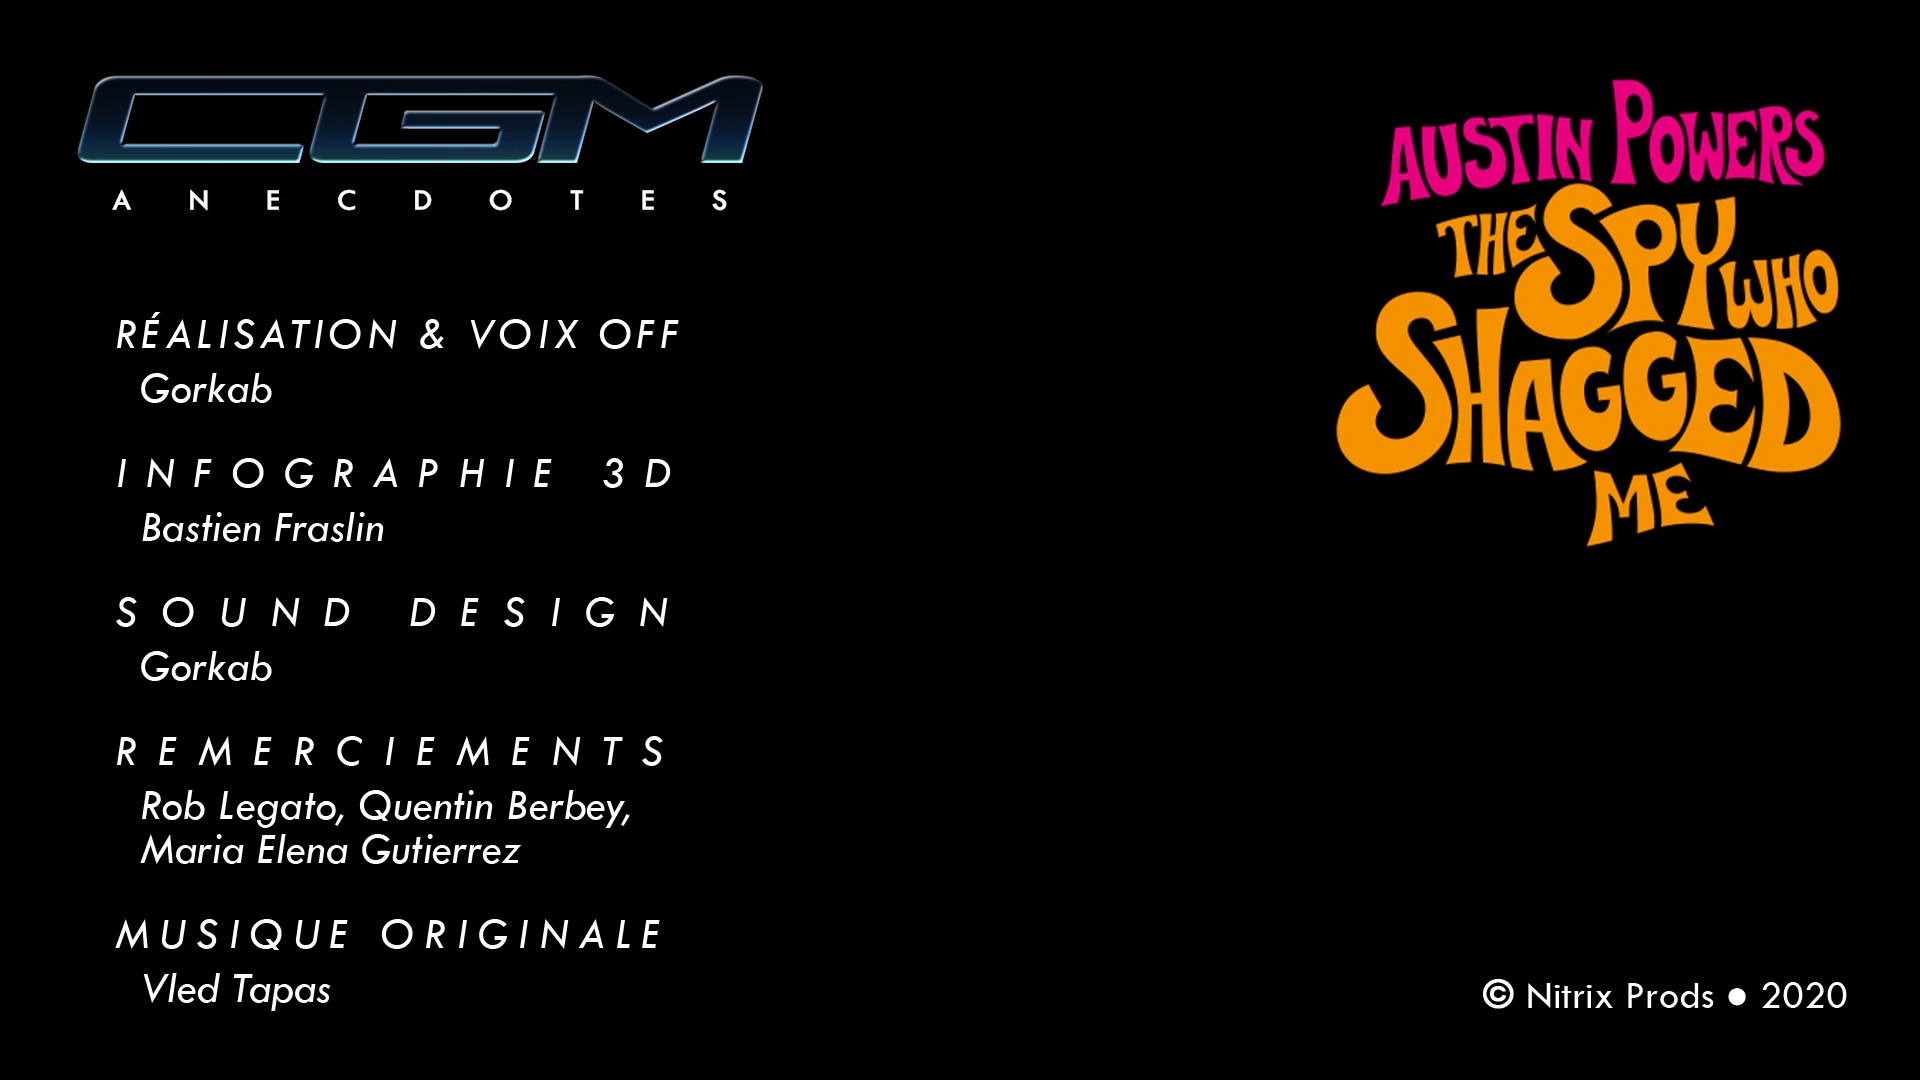 CGM
ANECDOTES
RÉALISATION & VOIX OFF
Gorkab
INFOGRAPHIE 3D
Bastien Fraslin
SOUND DESIGN
Gorkab
REMERCIEMENTS
Rob Legato, Quentin Berbey,
Maria Elena Gutierrez
MUSIQUE ORIGINALE
Vled Tapas
AUSTIN POWERS
THE SPY WHO
SHAGGED
ME
© Nitrix Prods ● 2020